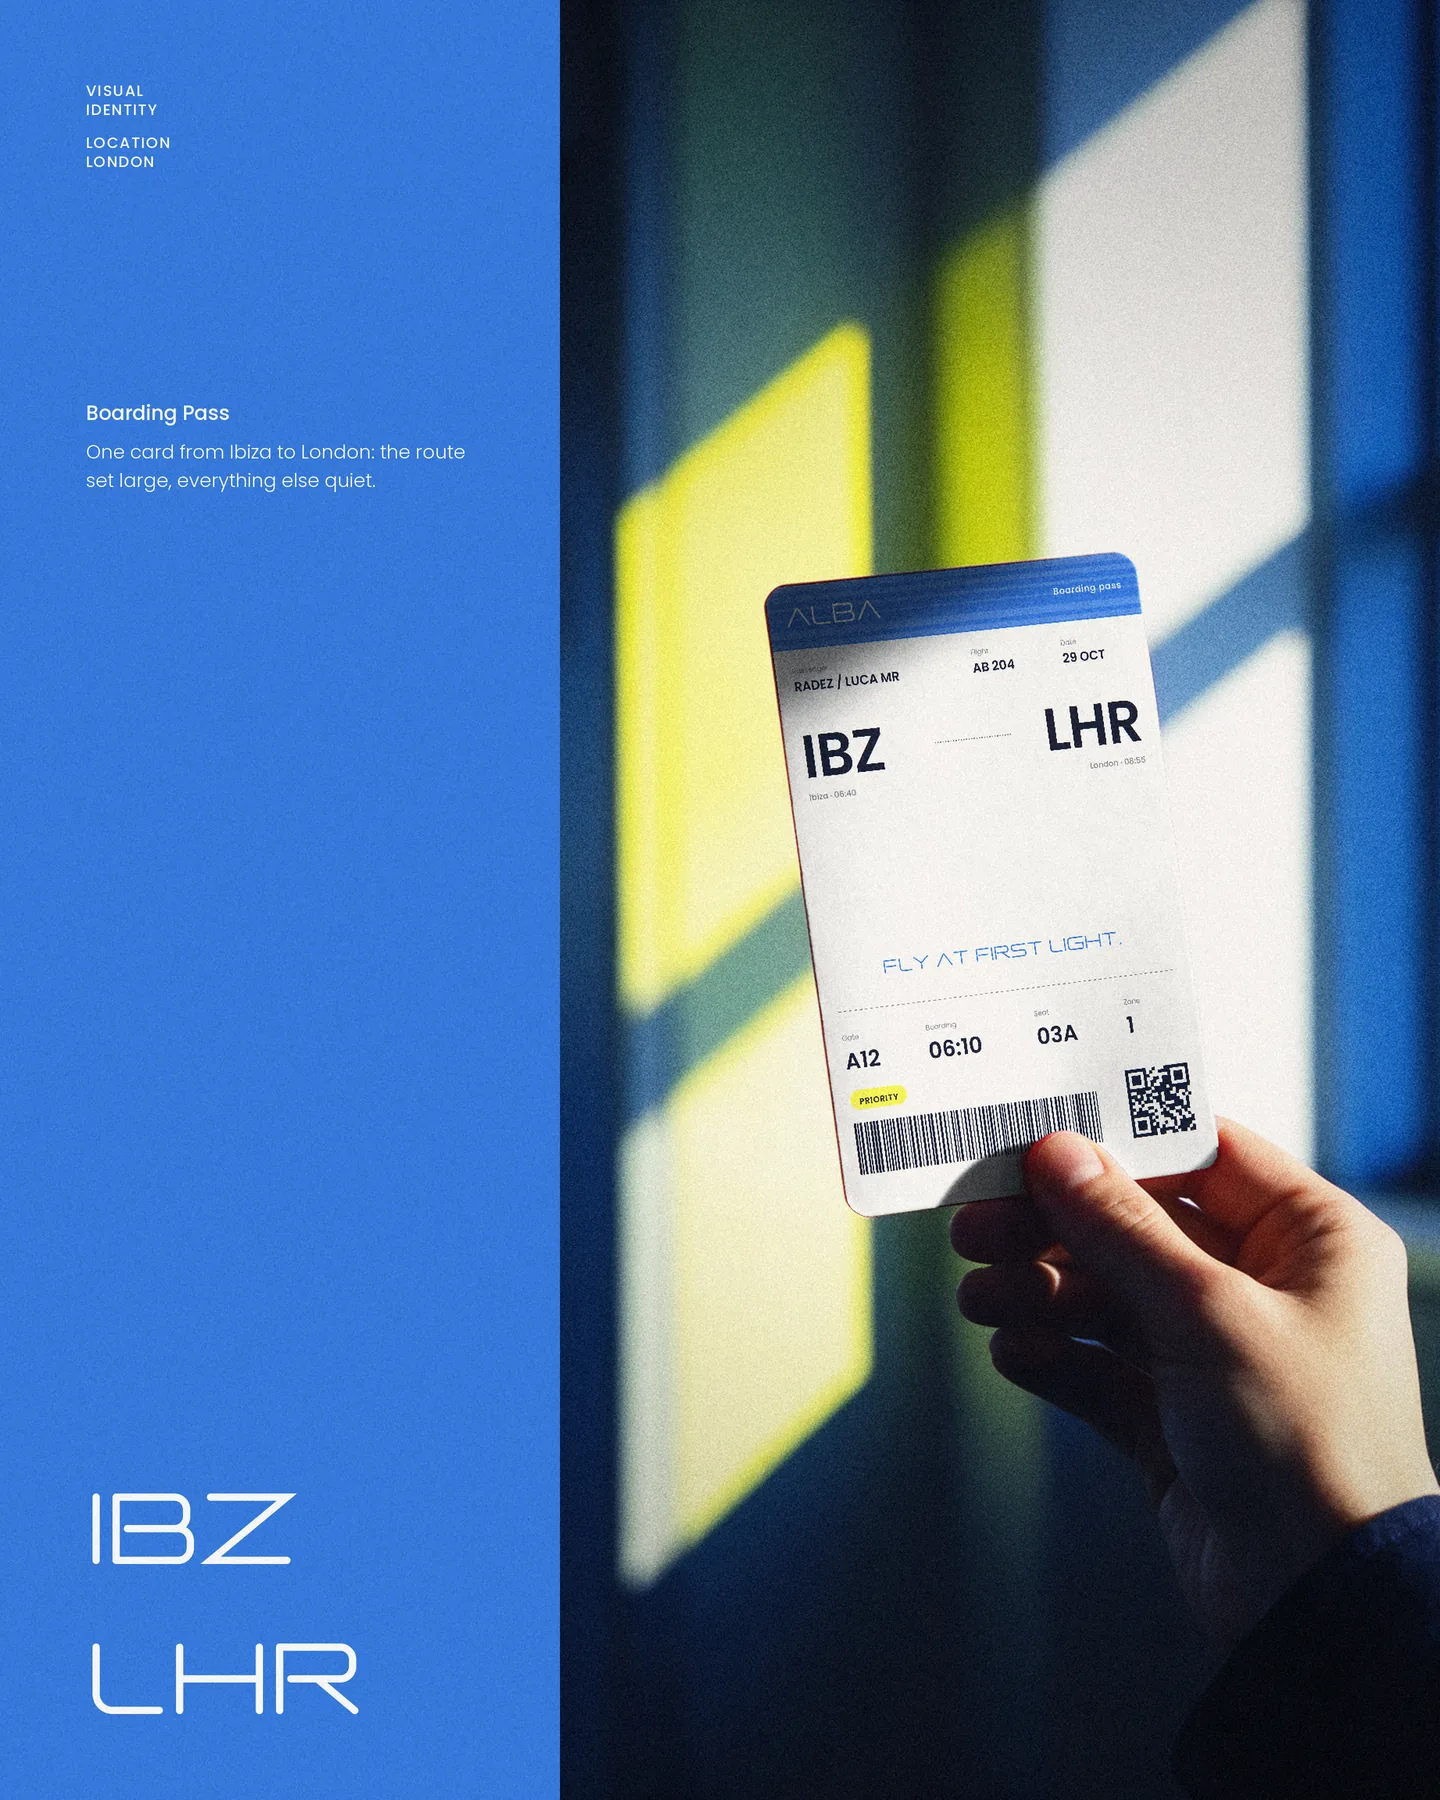 VISUAL
IDENTITY
LOCATION
LONDON
Boarding Pass
One card from Ibiza to London: the route
set large, everything else quiet.
IBZ
LHR
ALBA
Boarding pass
Passenger
RADEZ / LUCA MR
Flight
AB 204
Date
29 OCT
IBZ
LHR
Ibiza · 06:40
London · 08:55
FLY AT FIRST LIGHT.
Gate
A12
Boarding
06:10
Seat
03A
Zone
1
PRIORITY